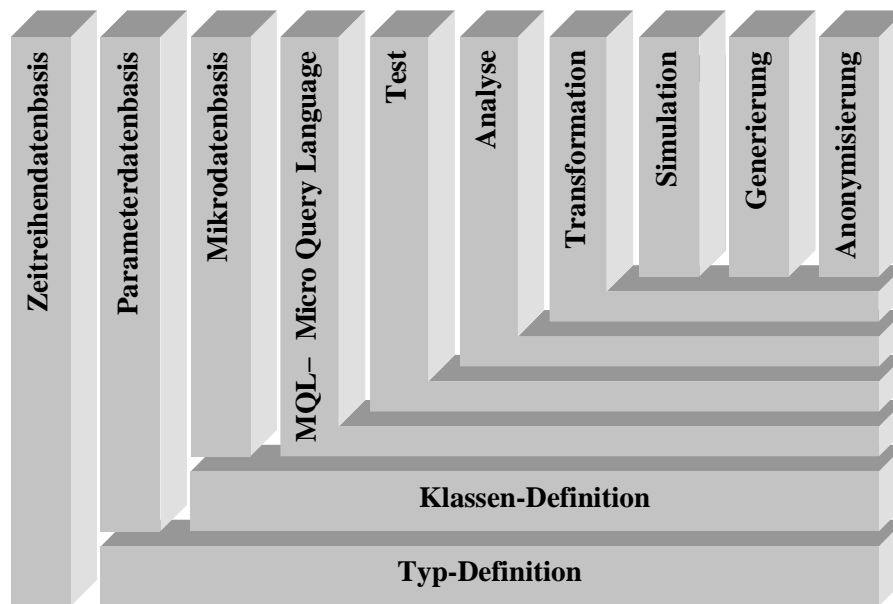 Zeitreihendatenbasis
Parameterdatenbasis
Mikrodatenbasis
MQL– Micro Query Language
Test
Analyse
Transformation
Simulation
Generierung
Anonymisierung
Klassen-Definition
Typ-Definition